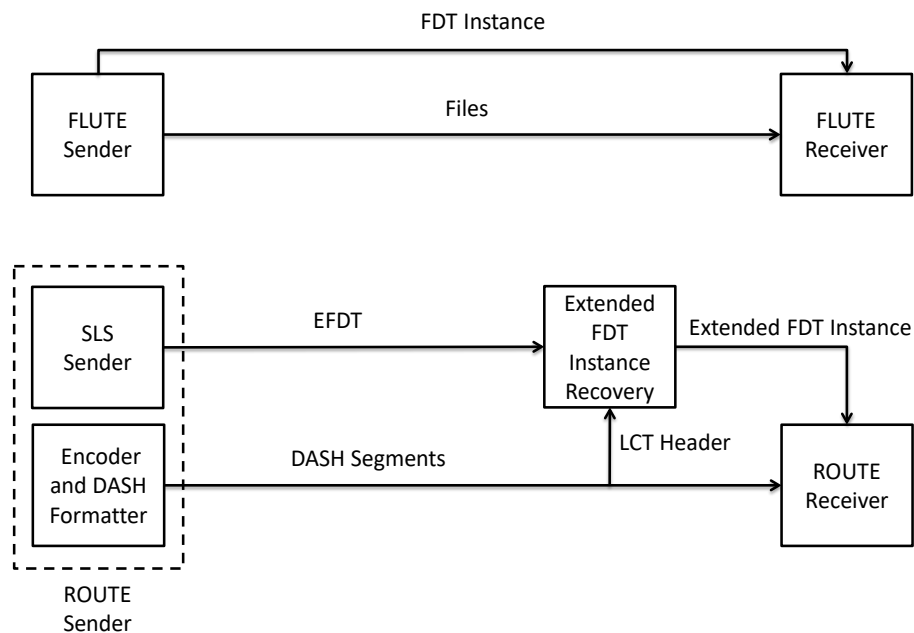 FDT Instance
FLUTE
Sender
Files
FLUTE
Receiver
SLS
Sender
EFDT
Extended
FDT
Instance
Recovery
Extended FDT Instance
Encoder
and DASH
Formatter
DASH Segments
LCT Header
ROUTE
Receiver
ROUTE
Sender